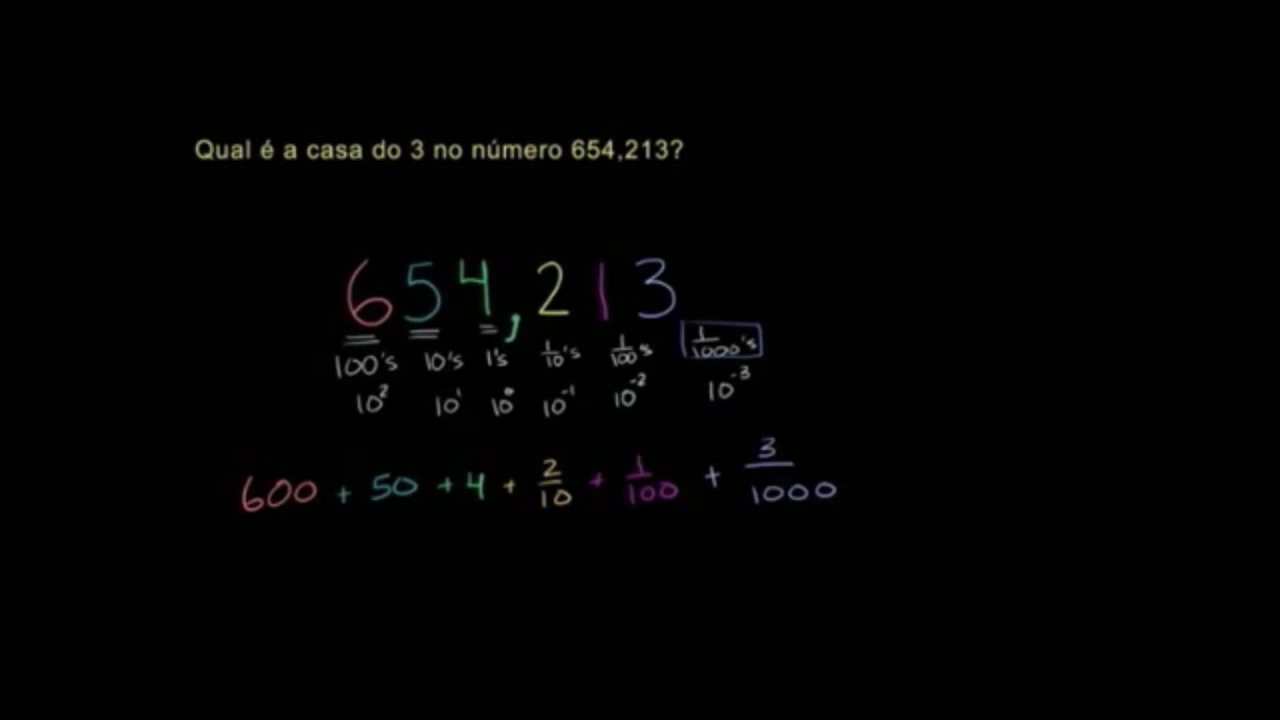 Qual é a casa do 3 no número 654,213?
654,213
100's 10's 1's 1/10's 1/100's 1/1000's
10² 10¹ 10⁰ 10⁻¹ 10⁻² 10⁻³
600 + 50 + 4 + 2/10 + 1/100 + 3/1000